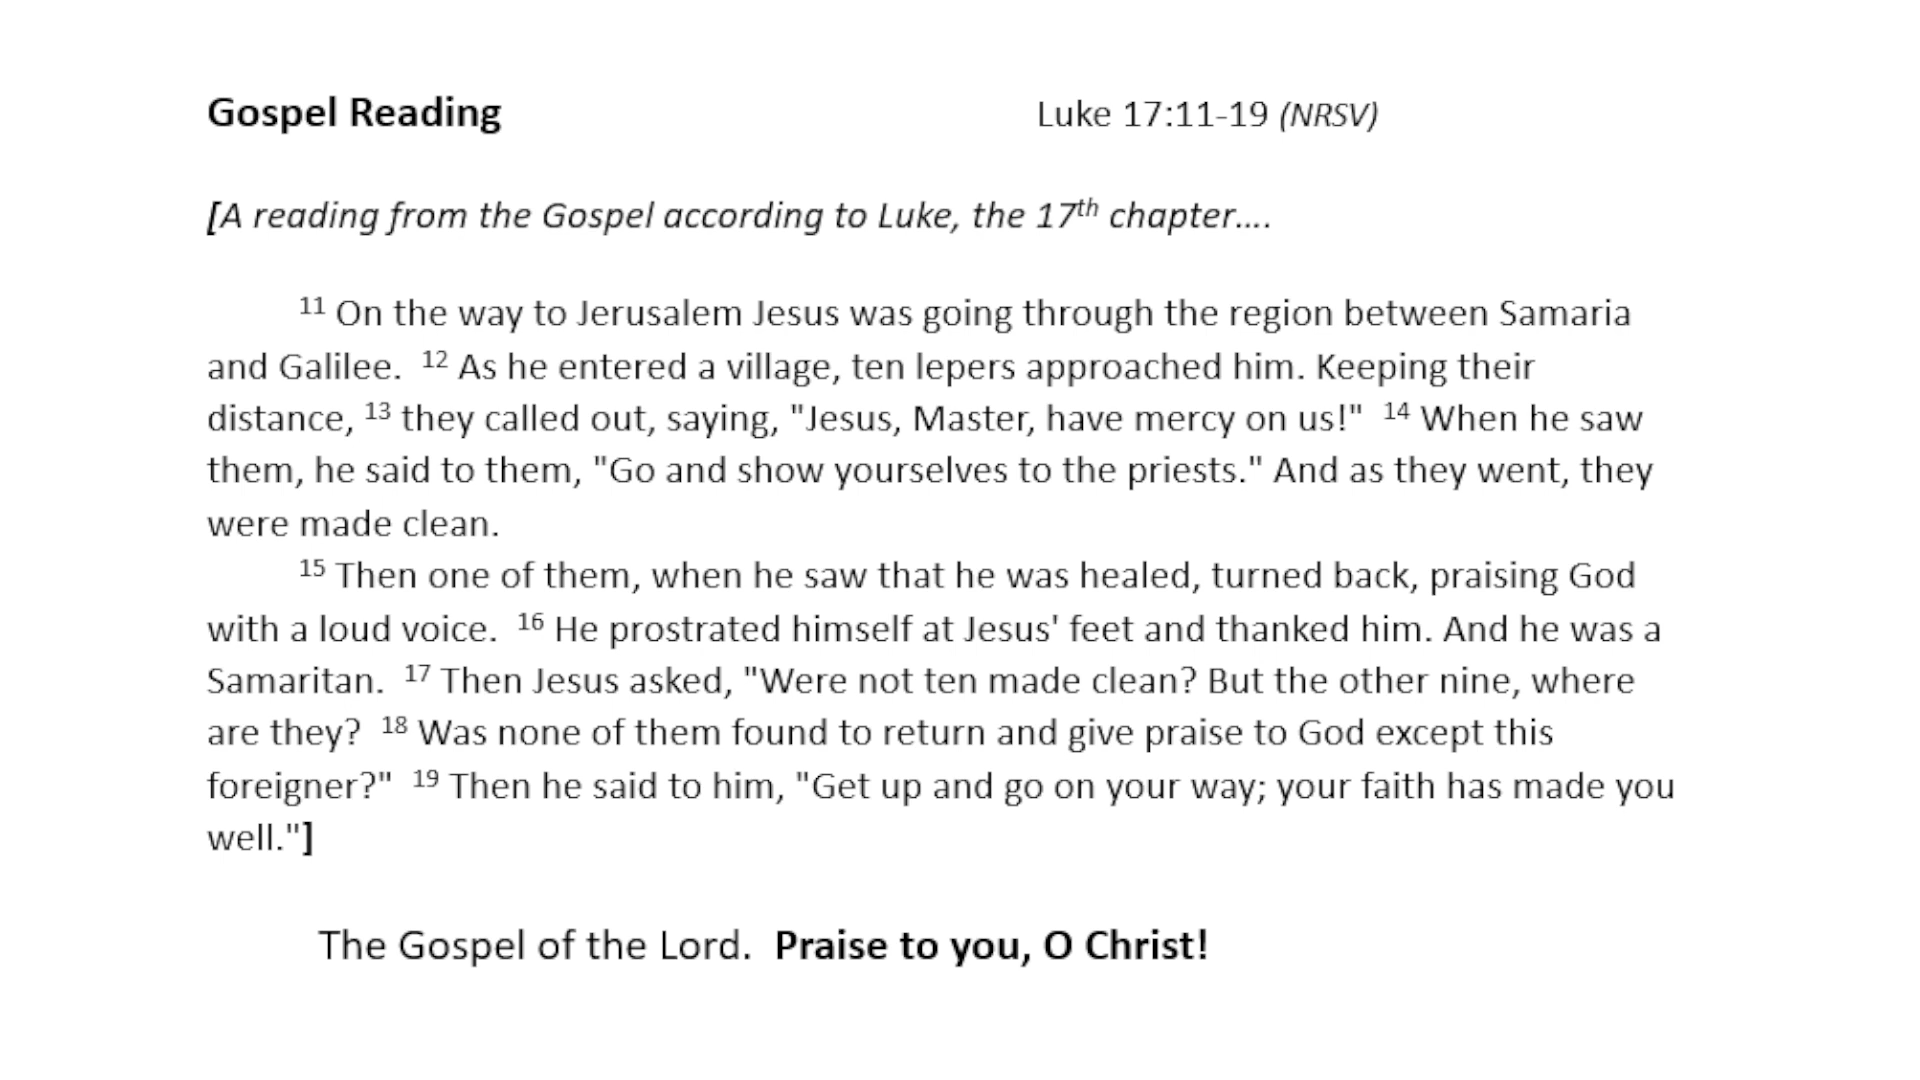 Gospel Reading Luke 17:11-19 (NRSV)
[A reading from the Gospel according to Luke, the 17th chapter….
11 On the way to Jerusalem Jesus was going through the region between Samaria
and Galilee. 12 As he entered a village, ten lepers approached him. Keeping their
distance, 13 they called out, saying, "Jesus, Master, have mercy on us!" 14 When he saw
them, he said to them, "Go and show yourselves to the priests." And as they went, they
were made clean.
15 Then one of them, when he saw that he was healed, turned back, praising God
with a loud voice. 16 He prostrated himself at Jesus' feet and thanked him. And he was a
Samaritan. 17 Then Jesus asked, "Were not ten made clean? But the other nine, where
are they? 18 Was none of them found to return and give praise to God except this
foreigner?" 19 Then he said to him, "Get up and go on your way; your faith has made you
well."]
The Gospel of the Lord. Praise to you, O Christ!